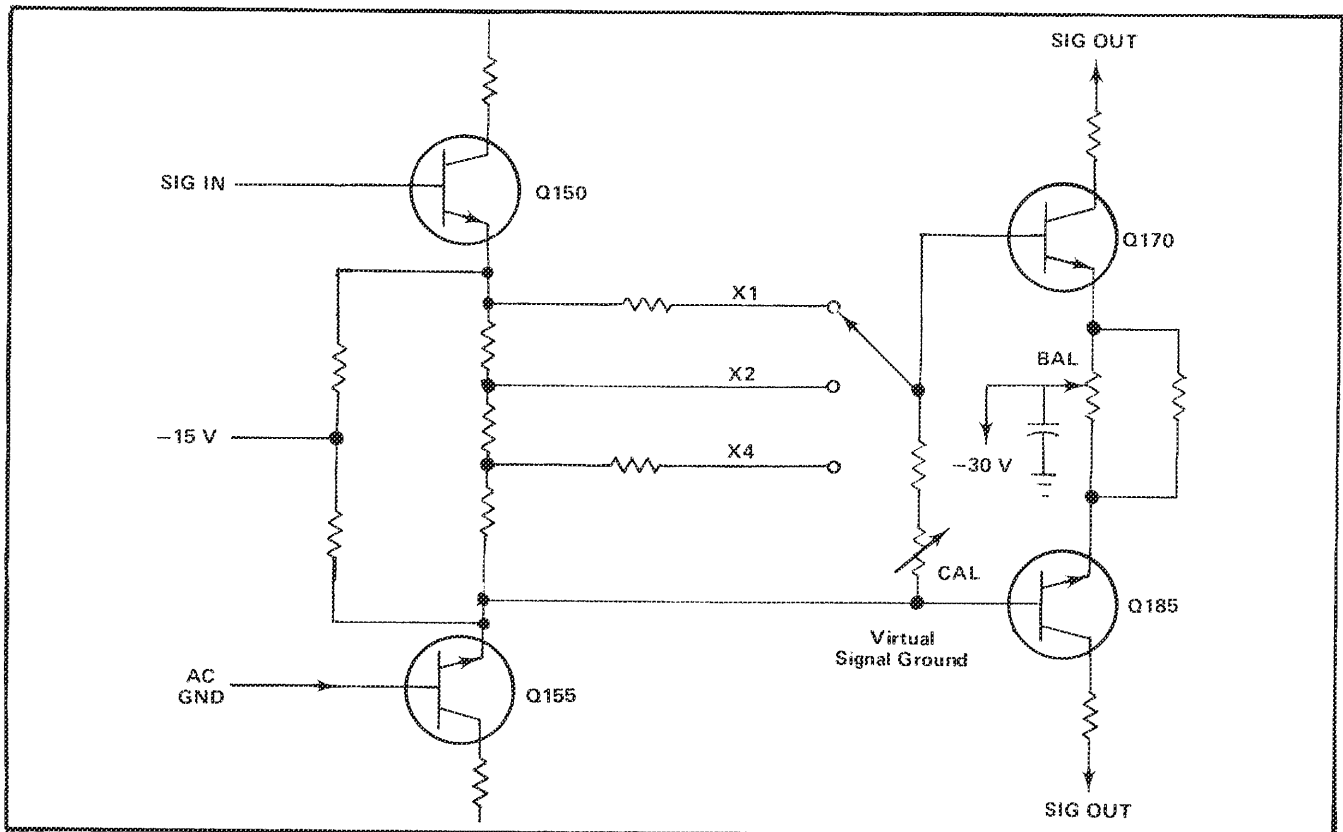 SIG OUT
SIG IN
Q150
Q170
X1
BAL
X2
−15 V
X4
−30 V
CAL
Q185
Virtual
Signal Ground
AC
GND
Q155
SIG OUT